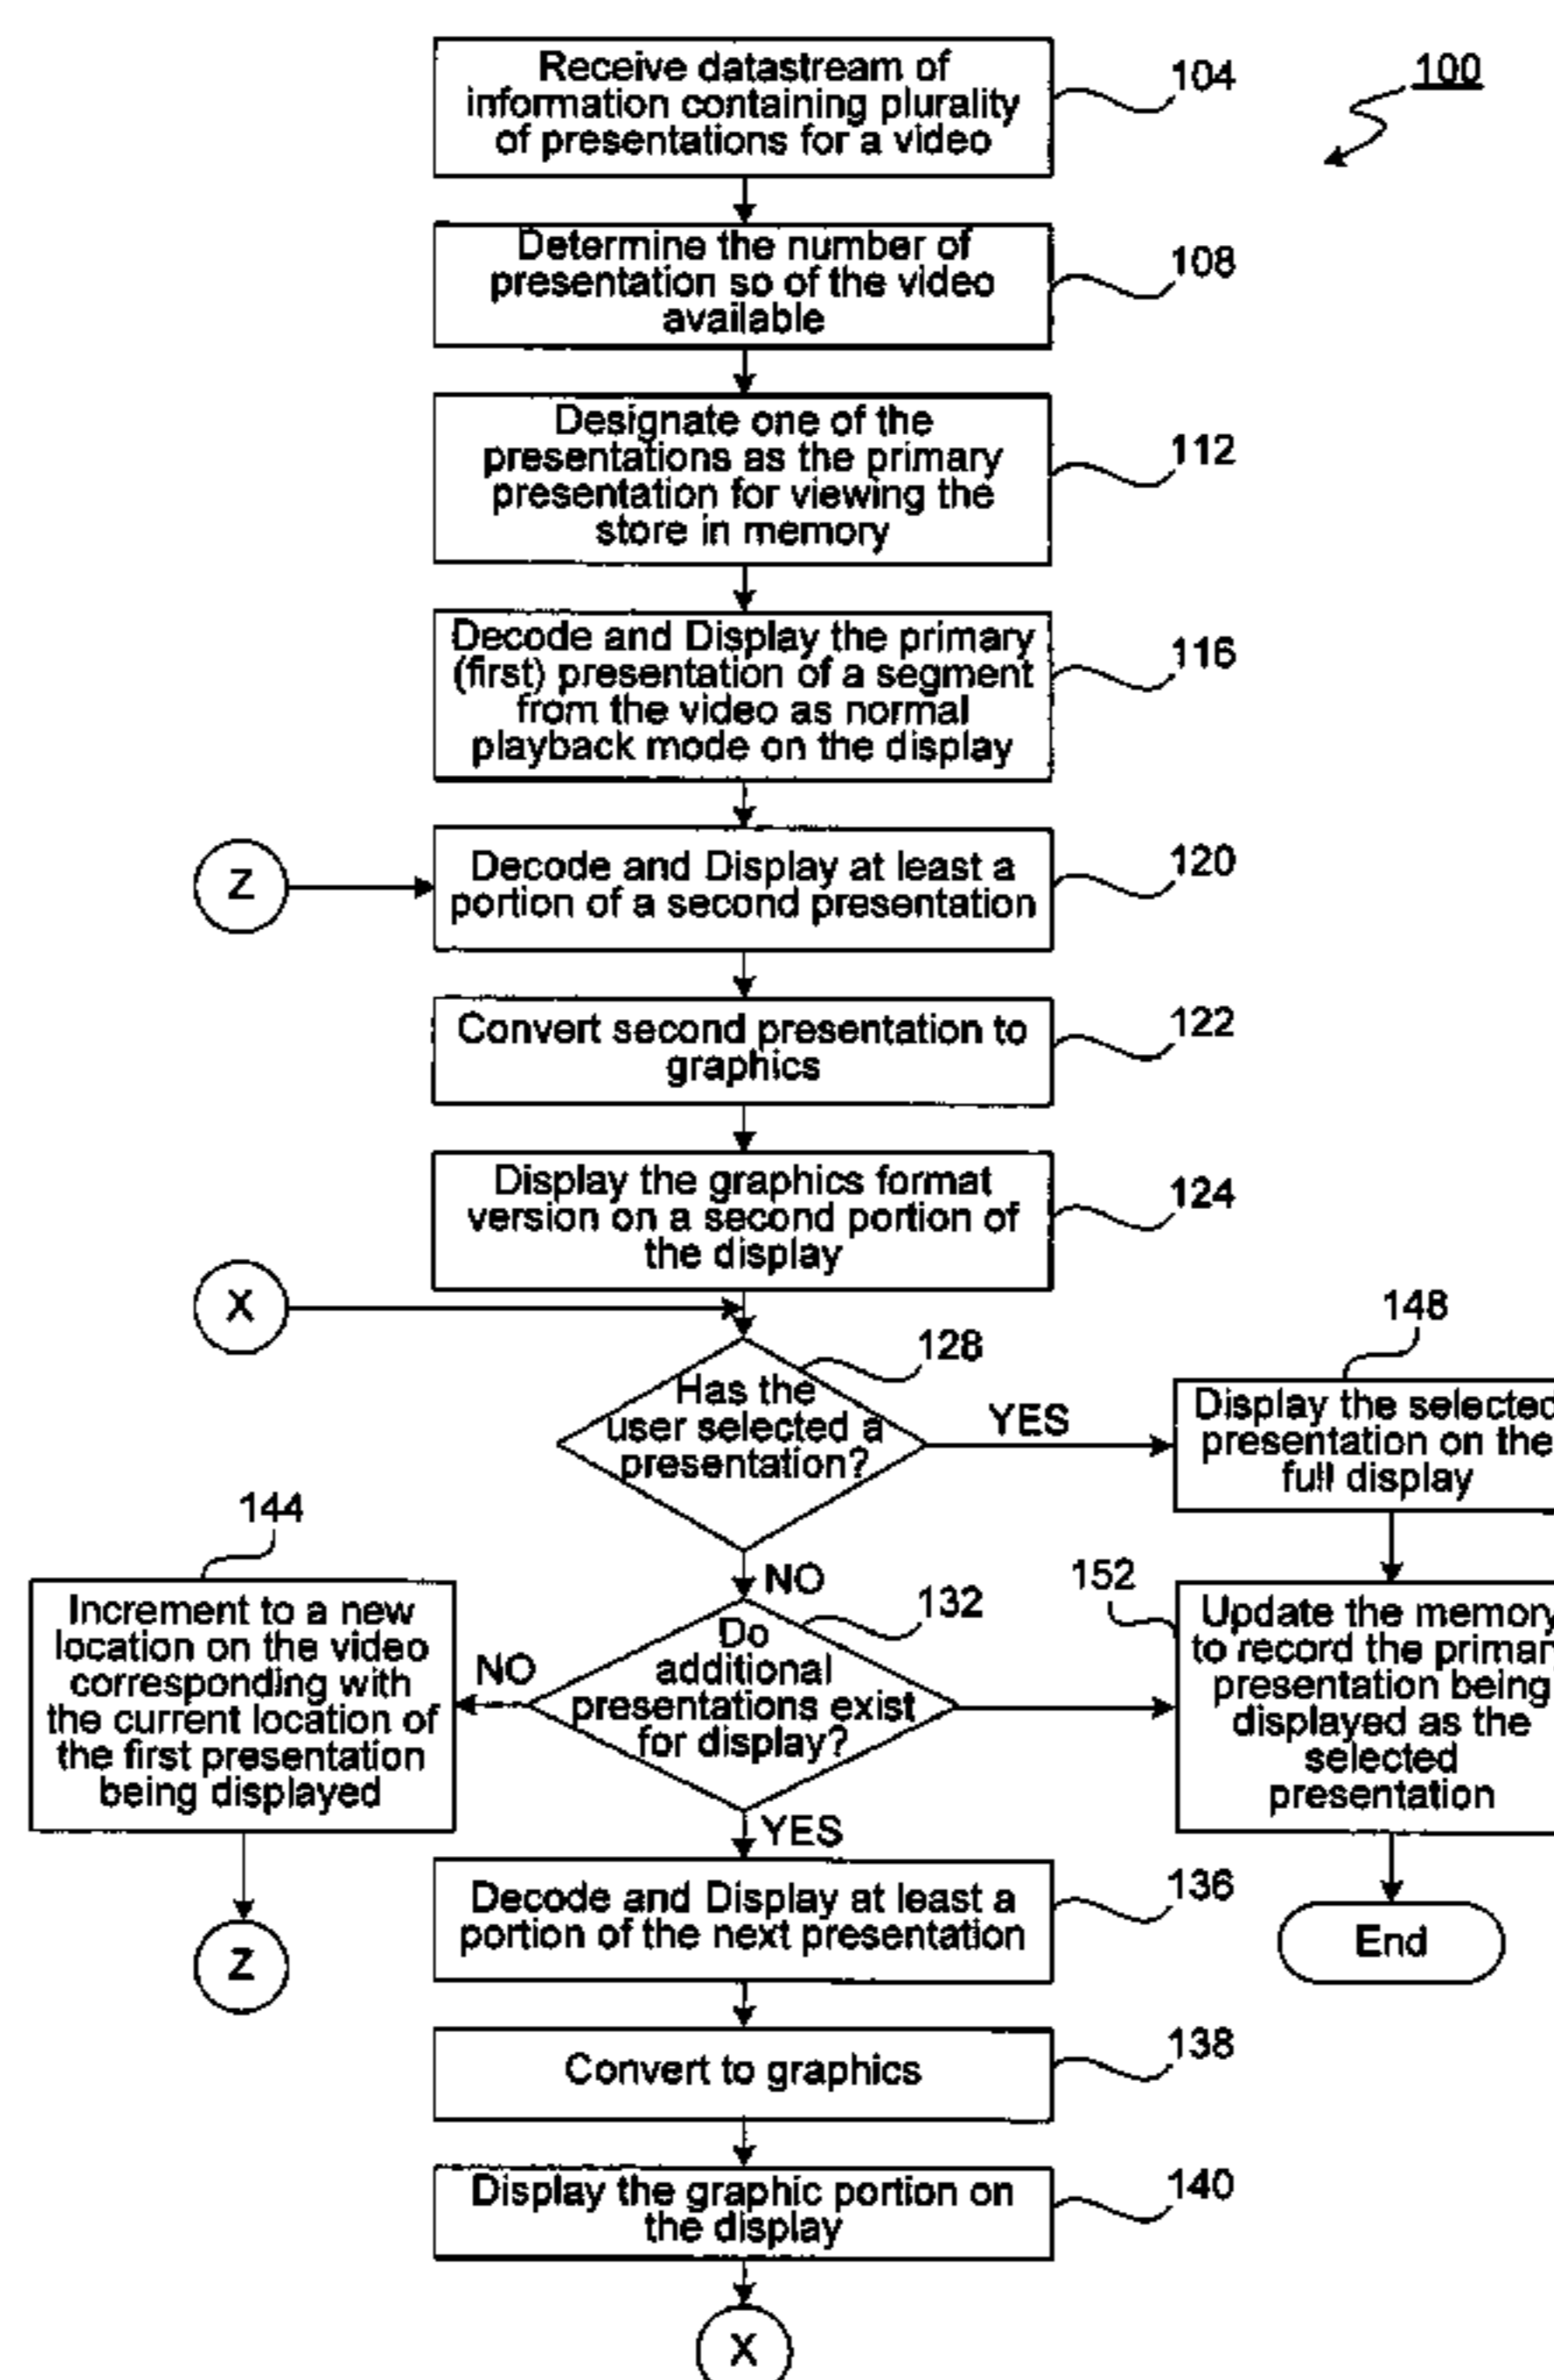 100
Receive datastream of
information containing plurality
of presentations for a video
104
Determine the number of
presentation so of the video
available
108
Designate one of the
presentations as the primary
presentation for viewing the
store in memory
112
Decode and Display the primary
(first) presentation of a segment
from the video as normal
playback mode on the display
116
Z
Decode and Display at least a
portion of a second presentation
120
Convert second presentation to
graphics
122
Display the graphics format
version on a second portion of
the display
124
X
Has the
user selected a
presentation?
128
YES
148
Display the selected
presentation on the
full display
NO
144
Increment to a new
location on the video
corresponding with
the current location of
the first presentation
being displayed
NO
Do
additional
presentations exist
for display?
132
152
Update the memory
to record the primary
presentation being
displayed as the
selected
presentation
YES
Z
Decode and Display at least a
portion of the next presentation
136
End
Convert to graphics
138
Display the graphic portion on
the display
140
X